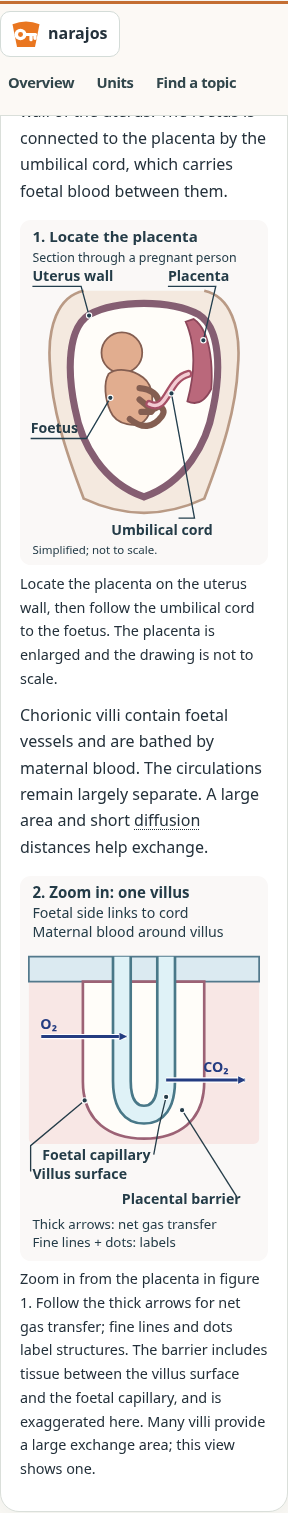 narajos
Overview Units Find a topic
wall of the uterus. The foetus is
connected to the placenta by the
umbilical cord, which carries
foetal blood between them.
1. Locate the placenta
Section through a pregnant person
Uterus wall Placenta
Foetus
Umbilical cord
Simplified; not to scale.
Locate the placenta on the uterus
wall, then follow the umbilical cord
to the foetus. The placenta is
enlarged and the drawing is not to
scale.
Chorionic villi contain foetal
vessels and are bathed by
maternal blood. The circulations
remain largely separate. A large
area and short diffusion
distances help exchange.
2. Zoom in: one villus
Foetal side links to cord
Maternal blood around villus
O₂
CO₂
Foetal capillary
Villus surface
Placental barrier
Thick arrows: net gas transfer
Fine lines + dots: labels
Zoom in from the placenta in figure
1. Follow the thick arrows for net
gas transfer; fine lines and dots
label structures. The barrier includes
tissue between the villus surface
and the foetal capillary, and is
exaggerated here. Many villi provide
a large exchange area; this view
shows one.